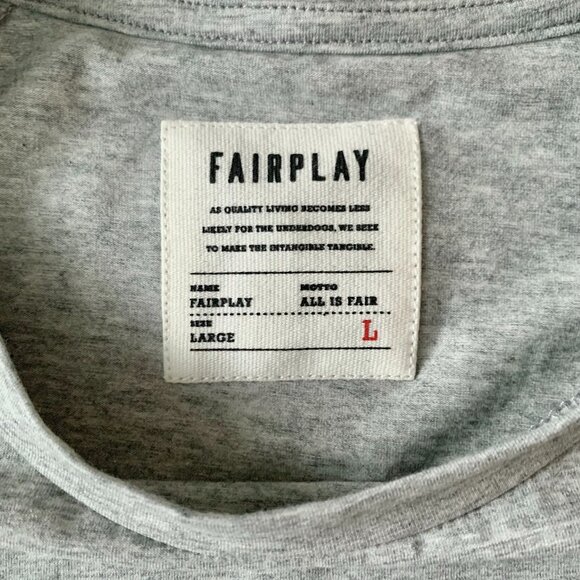 FAIRPLAY
AS QUALITY LIVING BECOMES LESS
LIKELY FOR THE UNDERDOGS, WE SEEK
TO MAKE THE INTANGIBLE TANGIBLE.
NAME MOTTO
FAIRPLAY ALL IS FAIR
SIZE
LARGE L